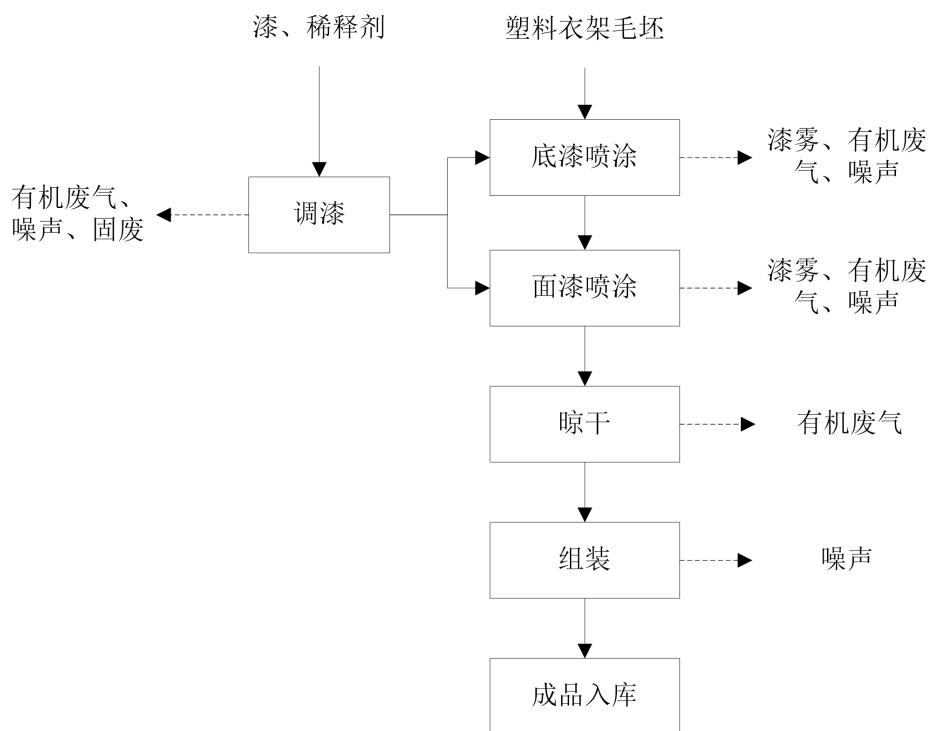 漆、稀释剂
塑料衣架毛坯
底漆喷涂
漆雾、有机废
气、噪声
有机废气、
噪声、固废
调漆
面漆喷涂
漆雾、有机废
气、噪声
晾干
有机废气
组装
噪声
成品入库